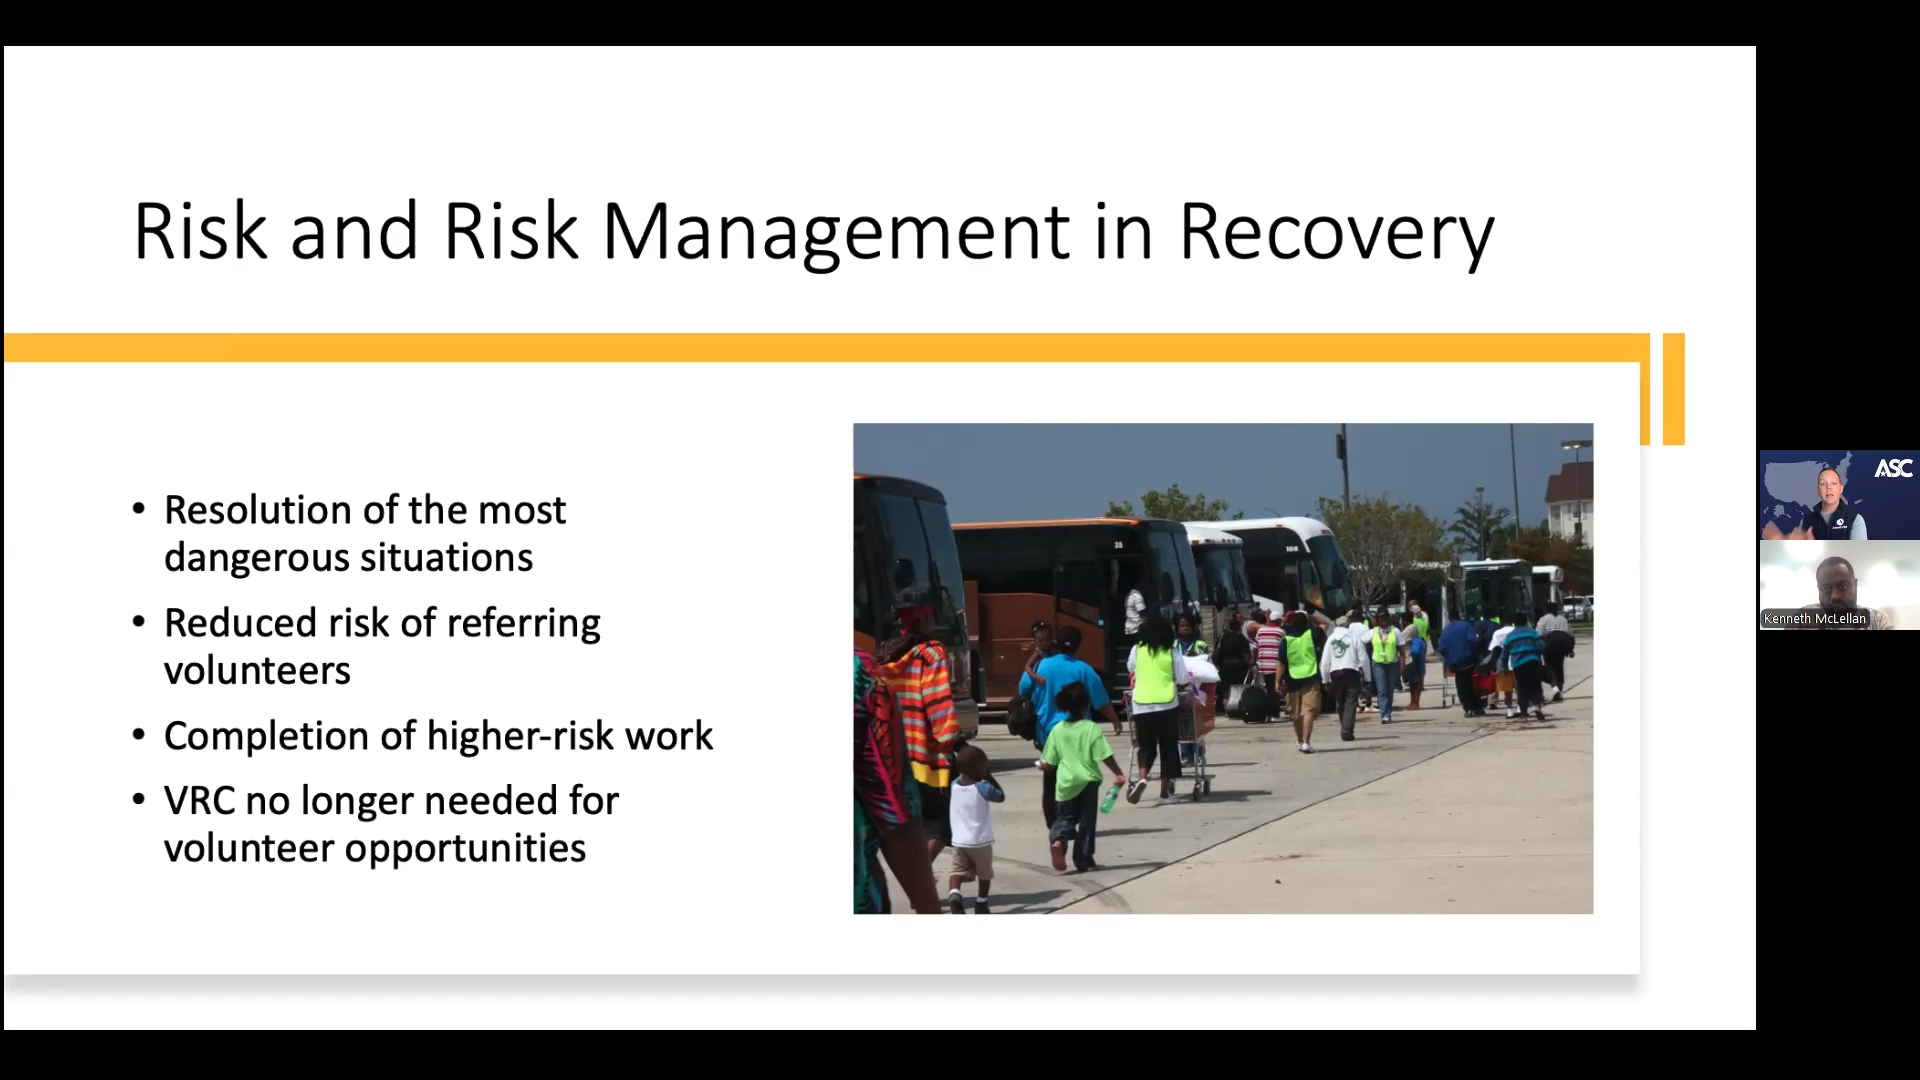 Risk and Risk Management in Recovery
• Resolution of the most
dangerous situations
• Reduced risk of referring
volunteers
• Completion of higher-risk work
• VRC no longer needed for
volunteer opportunities
35
ASC
Kenneth McLellan